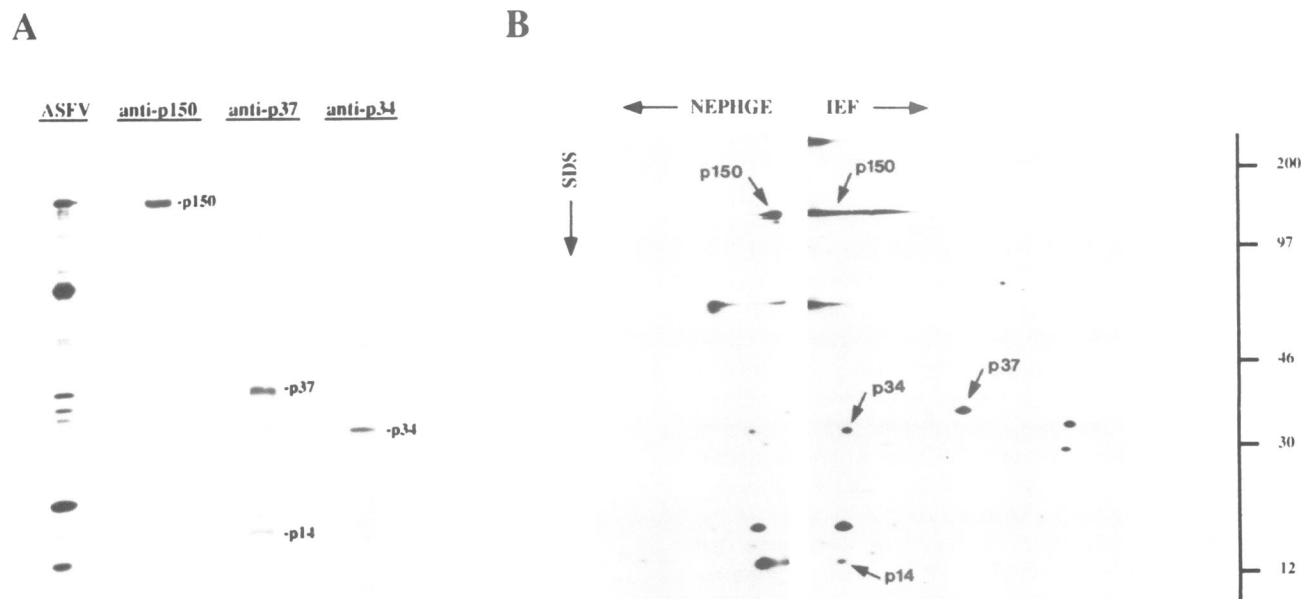 A
B
ASFV anti-p150 anti-p37 anti-p34
-p150
-p37
-p34
-p14
NEPHGE IEF
SDS
p150
p150
p34
p37
p14
200
97
46
30
12